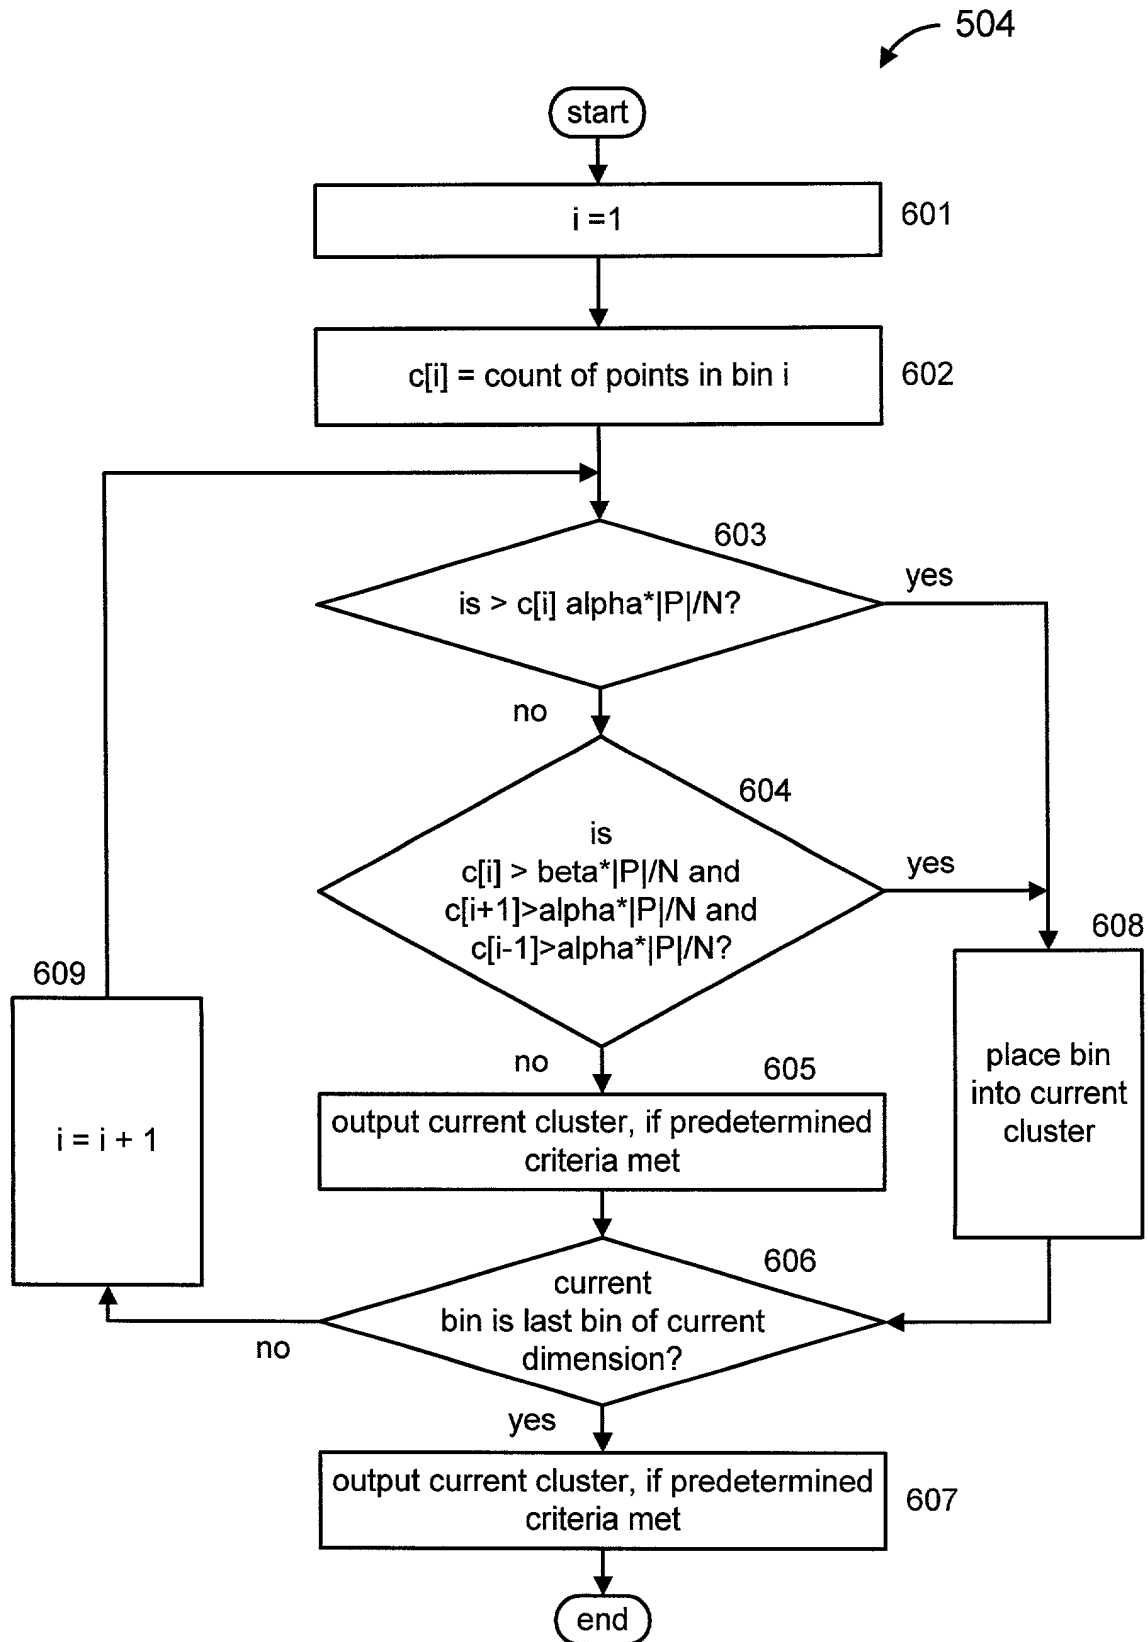 504
start
i =1
601
c[i] = count of points in bin i
602
603
is > c[i] alpha*|P|/N?
yes
no
604
is
c[i] > beta*|P|/N and
c[i+1]>alpha*|P|/N and
c[i-1]>alpha*|P|/N?
yes
608
place bin
into current
cluster
609
i = i + 1
no
605
output current cluster, if predetermined
criteria met
606
current
bin is last bin of current
dimension?
no
yes
output current cluster, if predetermined
criteria met
607
end